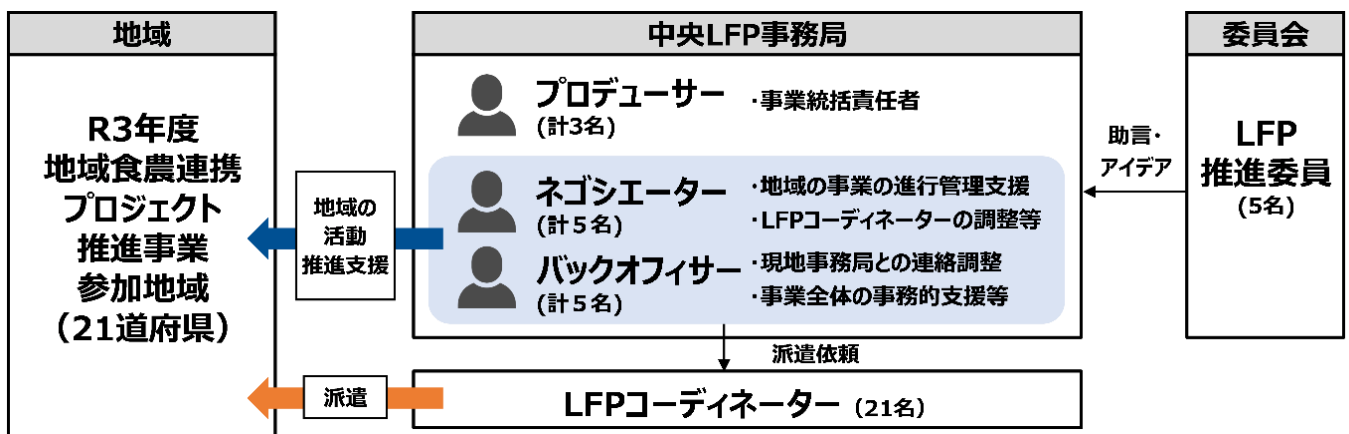 地域
R3年度
地域食農連携
プロジェクト
推進事業
参加地域
（21道府県）
地域の
活動
推進支援
派遣
中央LFP事務局
プロデューサー
(計3名)
・事業統括責任者
ネゴシエーター
(計５名)
・地域の事業の進行管理支援
・LFPコーディネーターの調整等
バックオフィサー
(計５名)
・現地事務局との連絡調整
・事業全体の事務的支援等
派遣依頼
LFPコーディネーター（21名）
助言・
アイデア
委員会
LFP
推進委員
(5名)